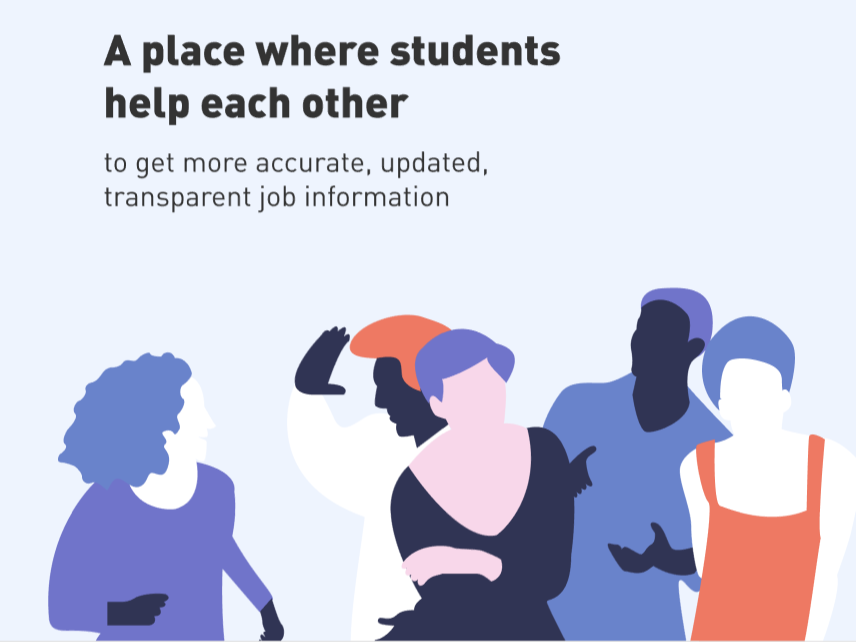 A place where students
help each other
to get more accurate, updated,
transparent job information